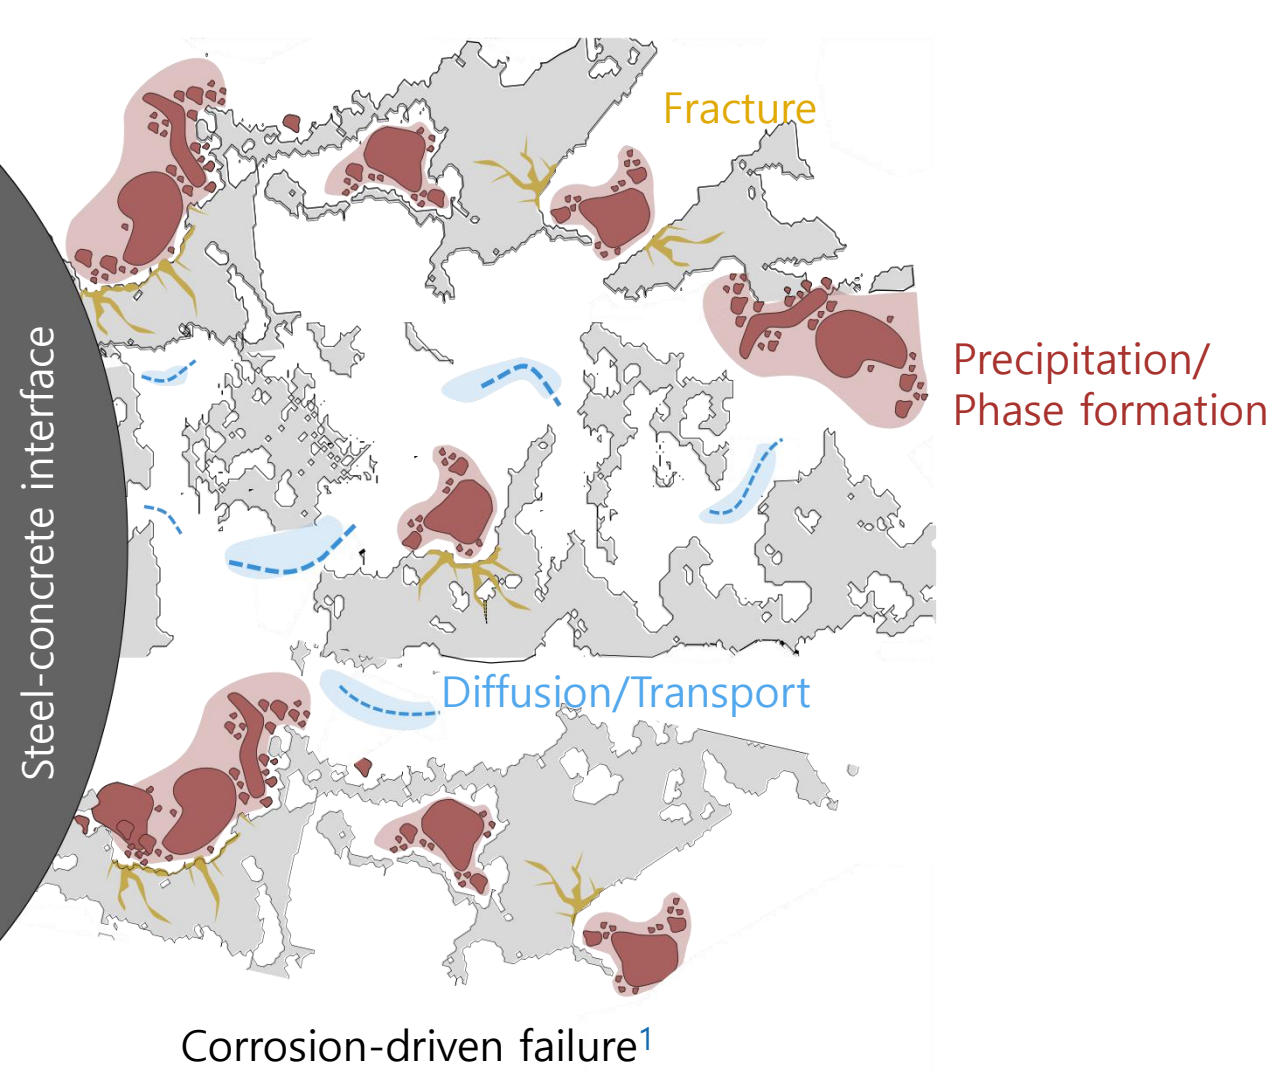 Fracture
Steel-concrete interface
Precipitation/
Phase formation
Diffusion/Transport
Corrosion-driven failure1